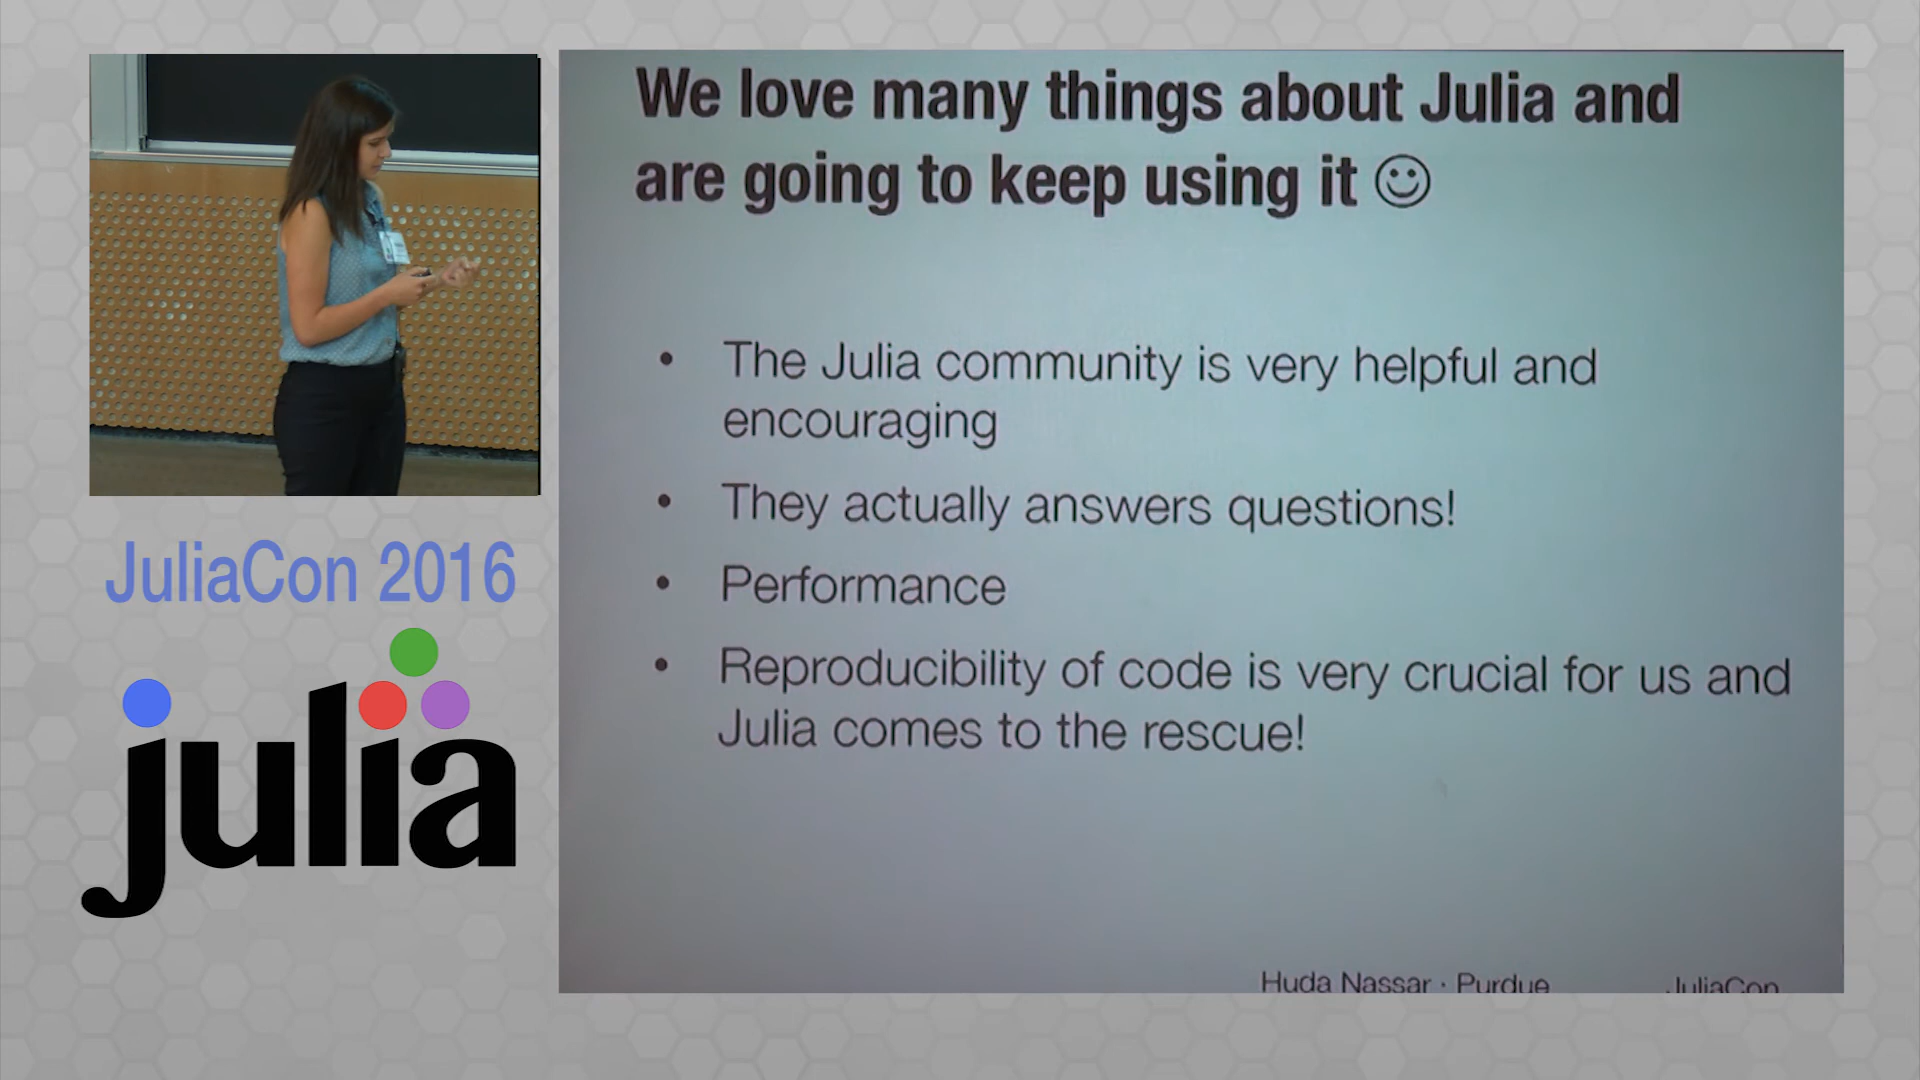 We love many things about Julia and
are going to keep using it
• The Julia community is very helpful and
encouraging
• They actually answers questions!
• Performance
• Reproducibility of code is very crucial for us and
Julia comes to the rescue!
Huda Nassar · Purdue
JuliaCon
JuliaCon 2016
julia